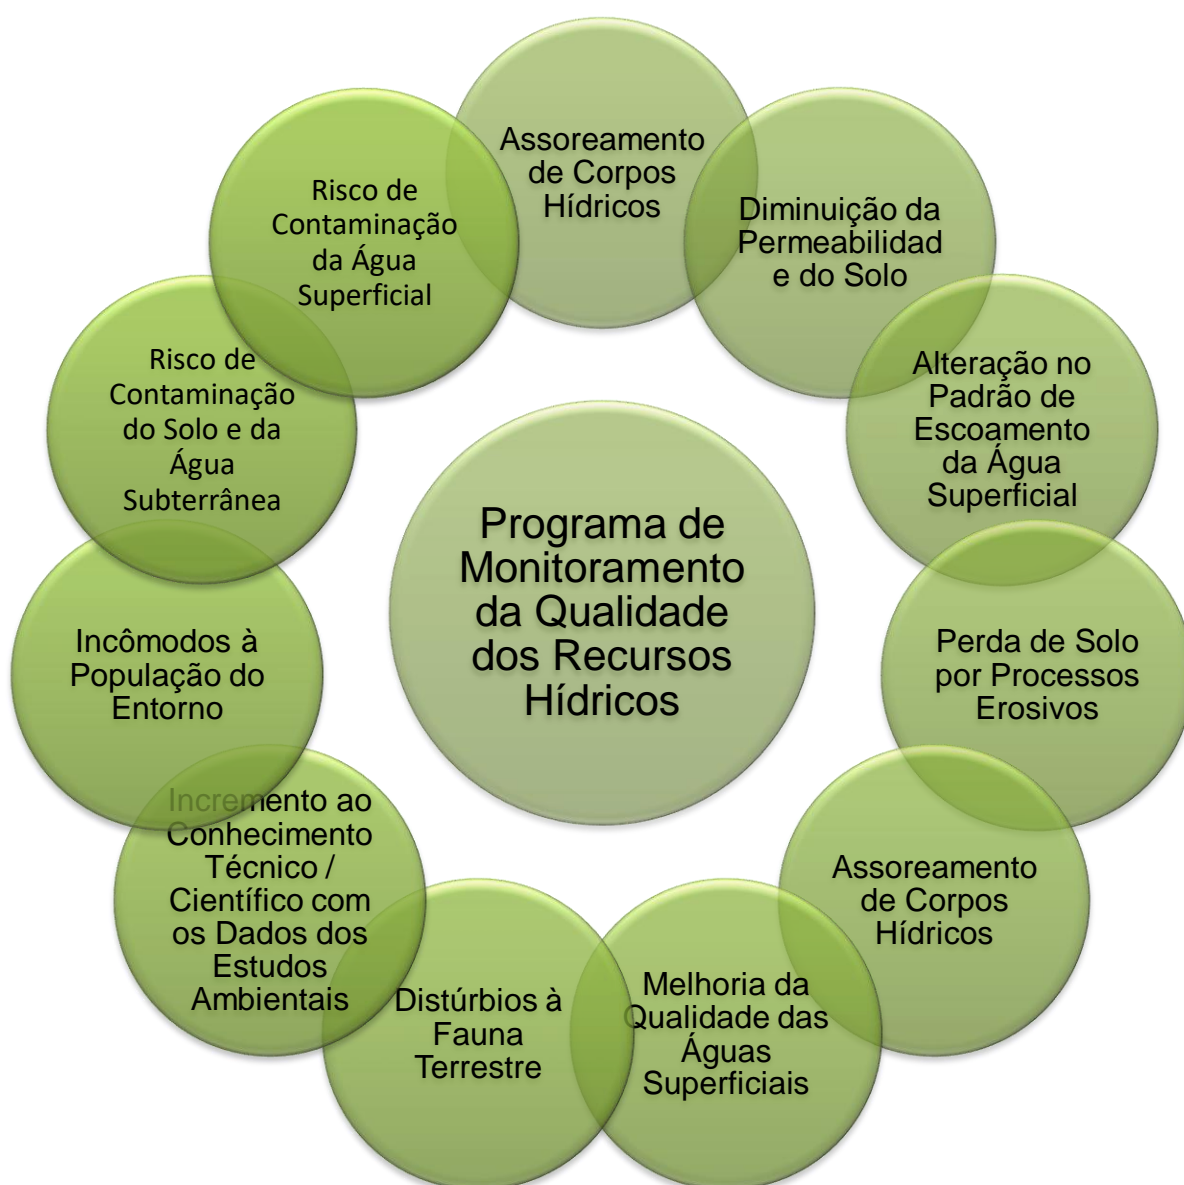 Assoreamento
de Corpos
Hídricos
Diminuição da
Permeabilidad
e do Solo
Alteração no
Padrão de
Escoamento
da Água
Superficial
Perda de Solo
por Processos
Erosivos
Assoreamento
de Corpos
Hídricos
Melhoria da
Qualidade das
Águas
Superficiais
Distúrbios à
Fauna
Terrestre
Incremento ao
Conhecimento
Técnico /
Científico com
os Dados dos
Estudos
Ambientais
Incômodos à
População do
Entorno
Risco de
Contaminação
do Solo e da
Água
Subterrânea
Risco de
Contaminação
da Água
Superficial
Programa de
Monitoramento
da Qualidade
dos Recursos
Hídricos